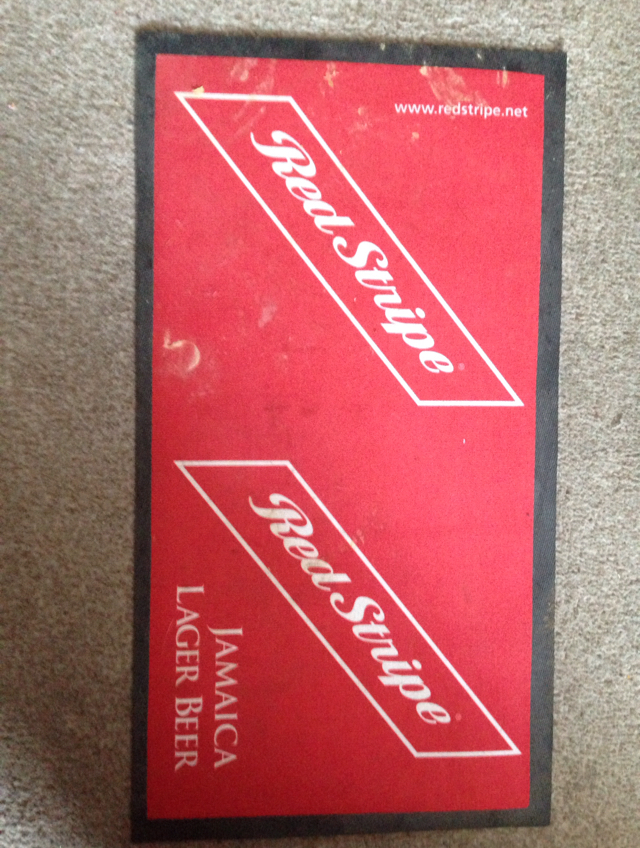 www.redstripe.net
Red Stripe
Red Stripe
JAMAICA
LAGER BEER